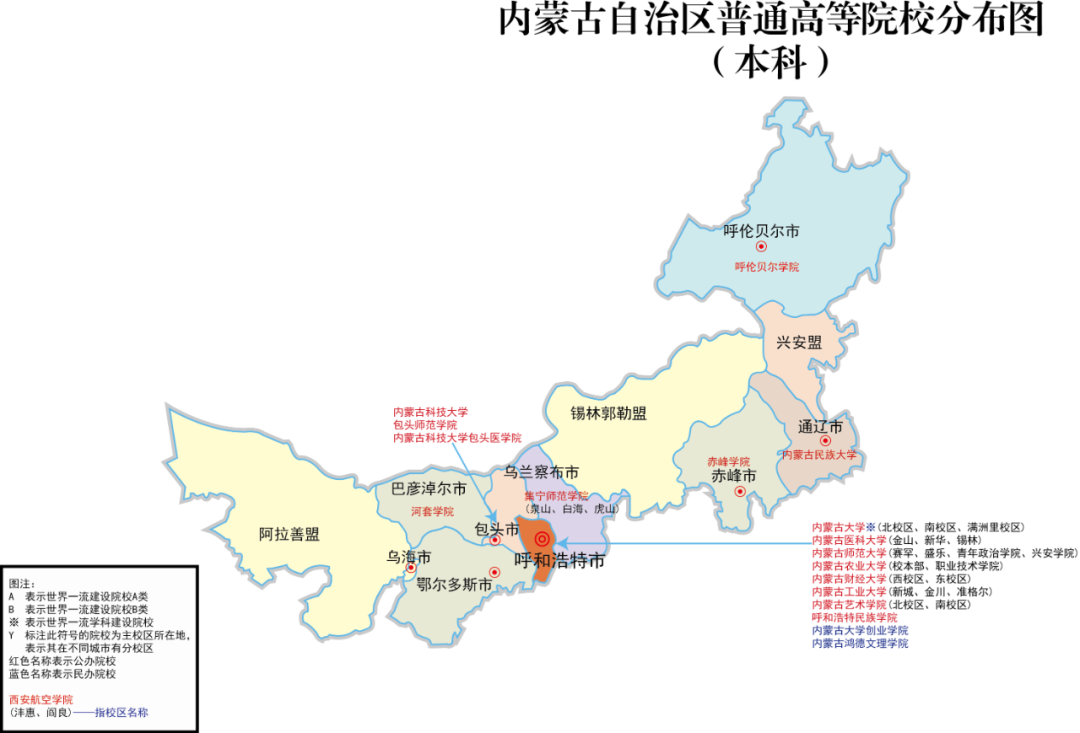 内蒙古自治区普通高等院校分布图
（本科）
呼伦贝尔市
呼伦贝尔学院
兴安盟
锡林郭勒盟
通辽市
内蒙古民族大学
赤峰学院
赤峰市
内蒙古科技大学
包头师范学院
内蒙古科技大学包头医学院
乌兰察布市
集宁师范学院
(泉山、白海、虎山)
巴彦淖尔市
河套学院
包头市
阿拉善盟
乌海市
鄂尔多斯市
呼和浩特市
内蒙古大学※(北校区、南校区、满洲里校区)
内蒙古医科大学(金山、新华、锡林)
内蒙古师范大学(赛罕、盛乐、青年政治学院、兴安学院)
内蒙古农业大学(校本部、职业技术学院)
内蒙古财经大学(西校区、东校区)
内蒙古工业大学(新城、金川、准格尔)
内蒙古艺术学院(北校区、南校区)
呼和浩特民族学院
内蒙古大学创业学院
内蒙古鸿德文理学院
图注：
A 表示世界一流建设院校A类
B 表示世界一流建设院校B类
※ 表示世界一流学科建设院校
Y 标注此符号的院校为主校区所在地，
表示其在不同城市有分校区
红色名称表示公办院校
蓝色名称表示民办院校
西安航空学院
(沣惠、阎良)——指校区名称